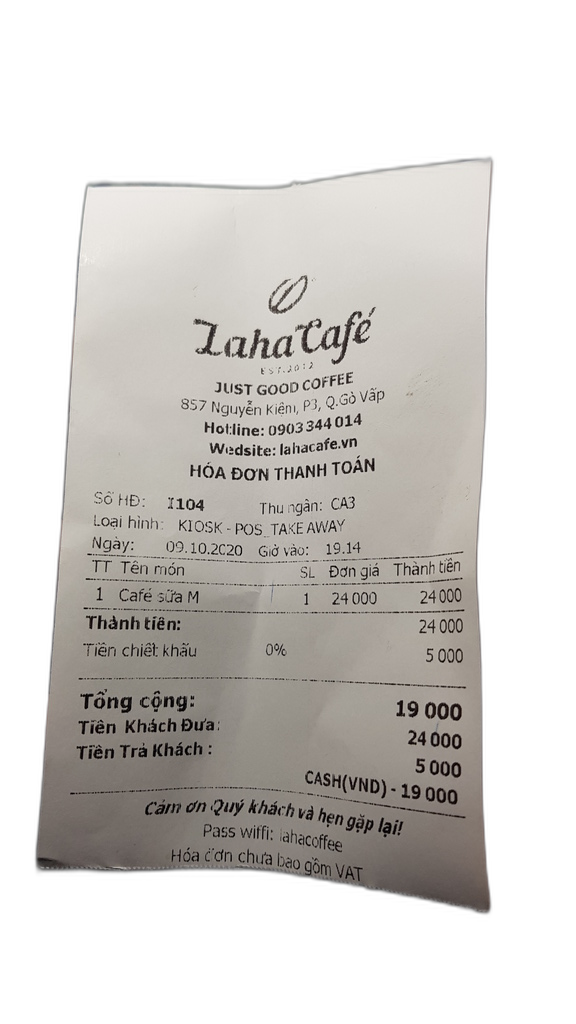 Laha Café
EST.2012
JUST GOOD COFFEE
857 Nguyễn Kiệm, P3, Q.Gò Vấp
Hotline: 0903 344 014
Wedsite: lahacafe.vn
HÓA ĐƠN THANH TOÁN
Số HĐ: I104 Thu ngân: CA3
Loại hình: KIOSK - POS_TAKE AWAY
Ngày: 09.10.2020 Giờ vào: 19.14
TT Tên món SL Đơn giá Thành tiền
1 Café sữa M 1 24 000 24 000
Thành tiền: 24 000
Tiền chiết khấu 0% 5 000
Tổng cộng: 19 000
Tiền Khách Đưa: 24 000
Tiền Trả Khách : 5 000
CASH(VND) - 19 000
Cảm ơn Quý khách và hẹn gặp lại!
Pass wiffi: lahacoffee
Hóa đơn chưa bao gồm VAT